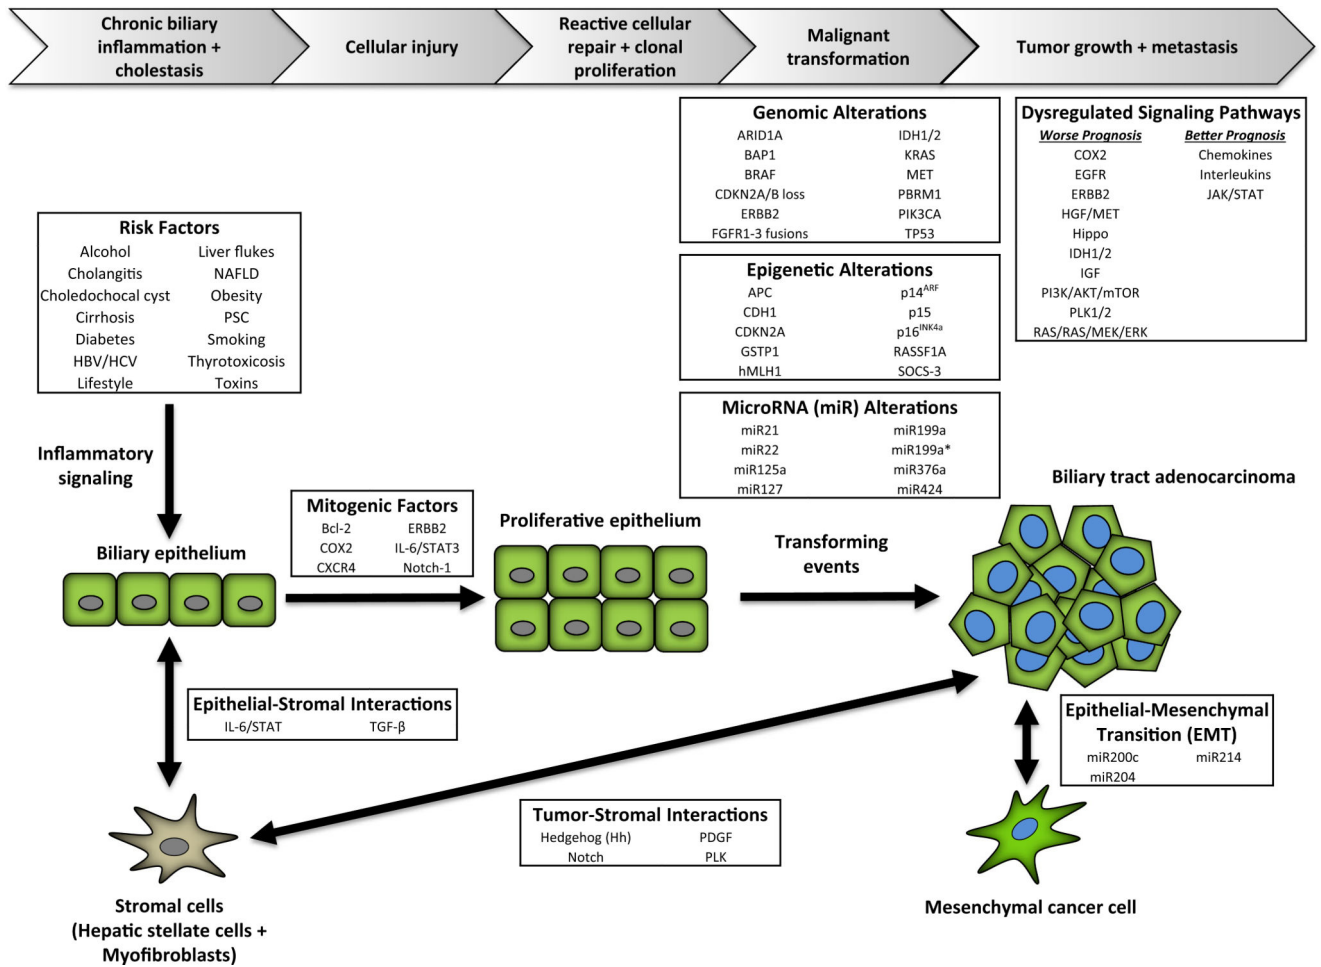 Chronic biliary
inflammation +
cholestasis
Cellular injury
Reactive cellular
repair + clonal
proliferation
Malignant
transformation
Tumor growth + metastasis
Genomic Alterations
ARID1A IDH1/2
BAP1 KRAS
BRAF MET
CDKN2A/B loss PBRM1
ERBB2 PIK3CA
FGFR1-3 fusions TP53
Dysregulated Signaling Pathways
Worse Prognosis Better Prognosis
COX2 Chemokines
EGFR Interleukins
ERBB2 JAK/STAT
HGF/MET
Hippo
IDH1/2
IGF
PI3K/AKT/mTOR
PLK1/2
RAS/RAS/MEK/ERK
Risk Factors
Alcohol Liver flukes
Cholangitis NAFLD
Choledochocal cyst Obesity
Cirrhosis PSC
Diabetes Smoking
HBV/HCV Thyrotoxicosis
Lifestyle Toxins
Epigenetic Alterations
APC p14ARF
CDH1 p15
CDKN2A p16INK4a
GSTP1 RASSF1A
hMLH1 SOCS-3
MicroRNA (miR) Alterations
miR21 miR199a
miR22 miR199a*
miR125a miR376a
miR127 miR424
Inflammatory
signaling
Biliary epithelium
Mitogenic Factors
Bcl-2 ERBB2
COX2 IL-6/STAT3
CXCR4 Notch-1
Proliferative epithelium
Transforming
events
Biliary tract adenocarcinoma
Epithelial-Stromal Interactions
IL-6/STAT TGF-β
Epithelial-Mesenchymal
Transition (EMT)
miR200c miR214
miR204
Tumor-Stromal Interactions
Hedgehog (Hh) PDGF
Notch PLK
Stromal cells
(Hepatic stellate cells +
Myofibroblasts)
Mesenchymal cancer cell